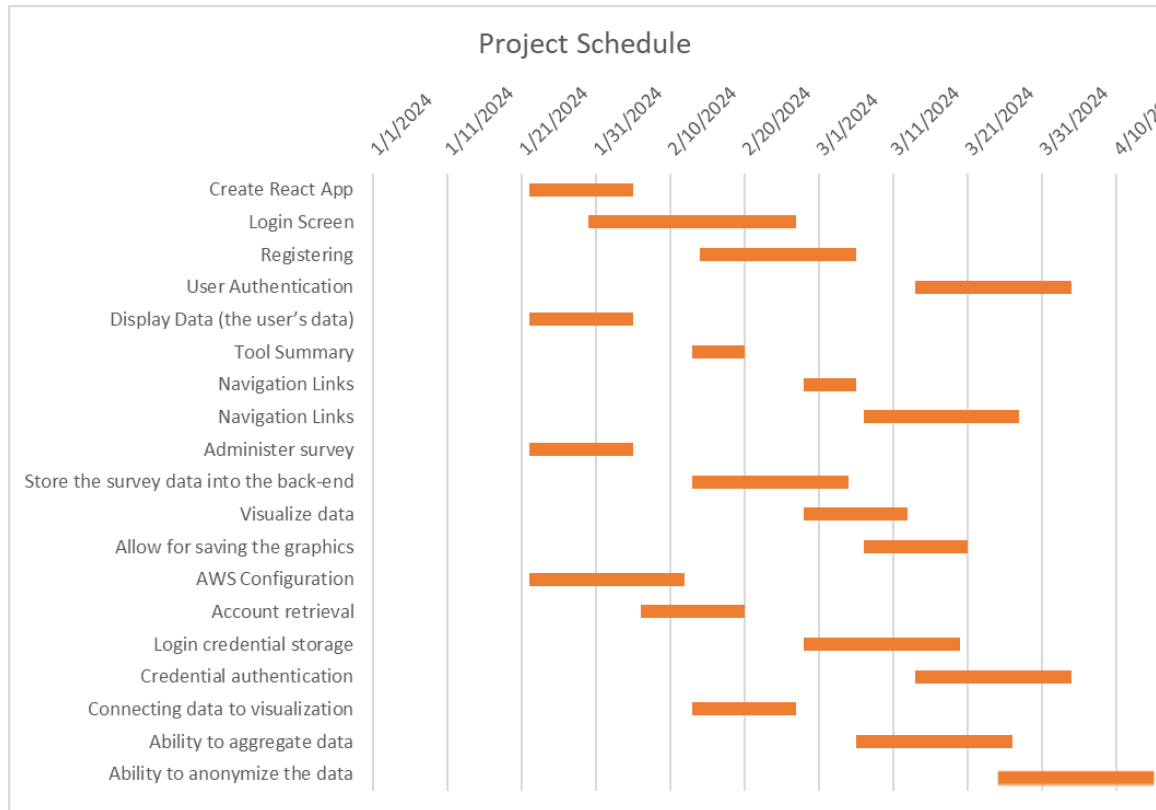 Project Schedule
1/1/2024
1/11/2024
1/21/2024
1/31/2024
2/10/2024
2/20/2024
3/1/2024
3/11/2024
3/21/2024
3/31/2024
4/10/20
Create React App
Login Screen
Registering
User Authentication
Display Data (the user’s data)
Tool Summary
Navigation Links
Navigation Links
Administer survey
Store the survey data into the back-end
Visualize data
Allow for saving the graphics
AWS Configuration
Account retrieval
Login credential storage
Credential authentication
Connecting data to visualization
Ability to aggregate data
Ability to anonymize the data